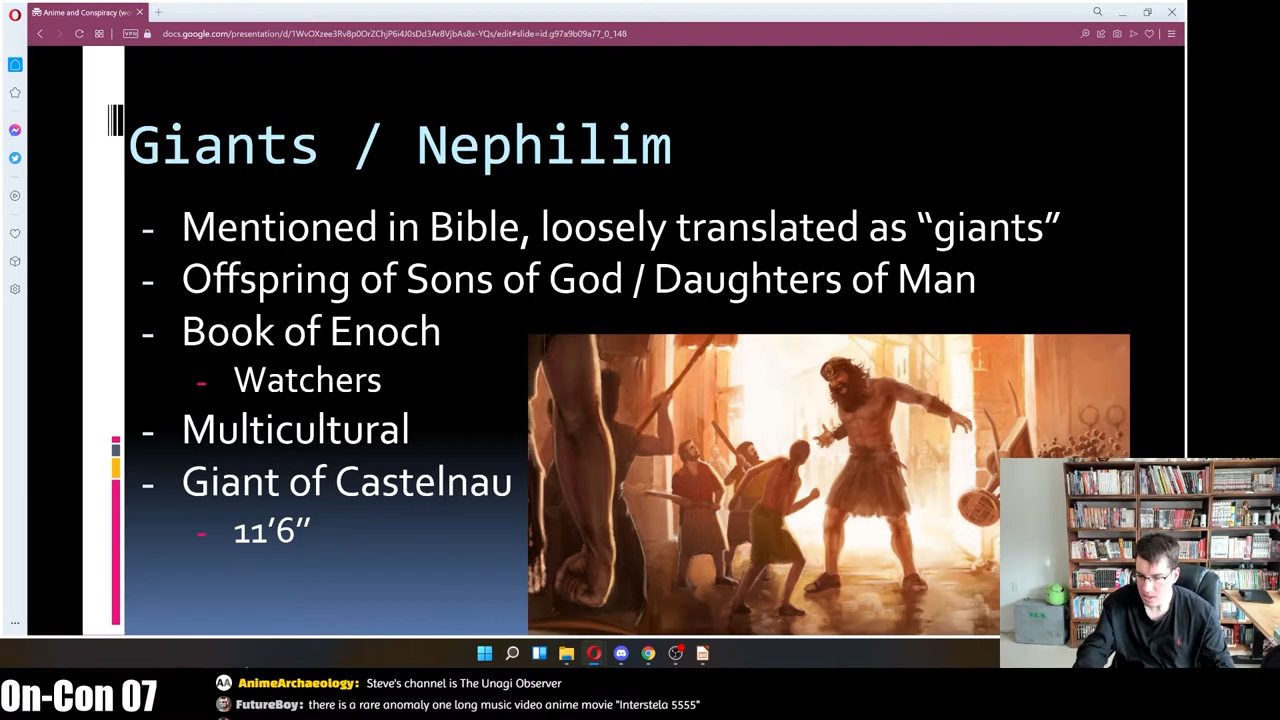 Anime and Conspiracy (wo
VPN
docs.google.com/presentation/d/1WvOXzee3Rv8p0OrZChjP6i4J0sDd3Ar8VjbAs8x-YQs/edit#slide=id.g97a9b09a77_0_148
Giants / Nephilim
- Mentioned in Bible, loosely translated as “giants”
- Offspring of Sons of God / Daughters of Man
- Book of Enoch
- Watchers
- Multicultural
- Giant of Castelnau
- 11’6”
On-Con 07
AA AnimeArchaeology: Steve's channel is The Unagi Observer
FutureBoy: there is a rare anomaly one long music video anime movie "Interstela 5555"